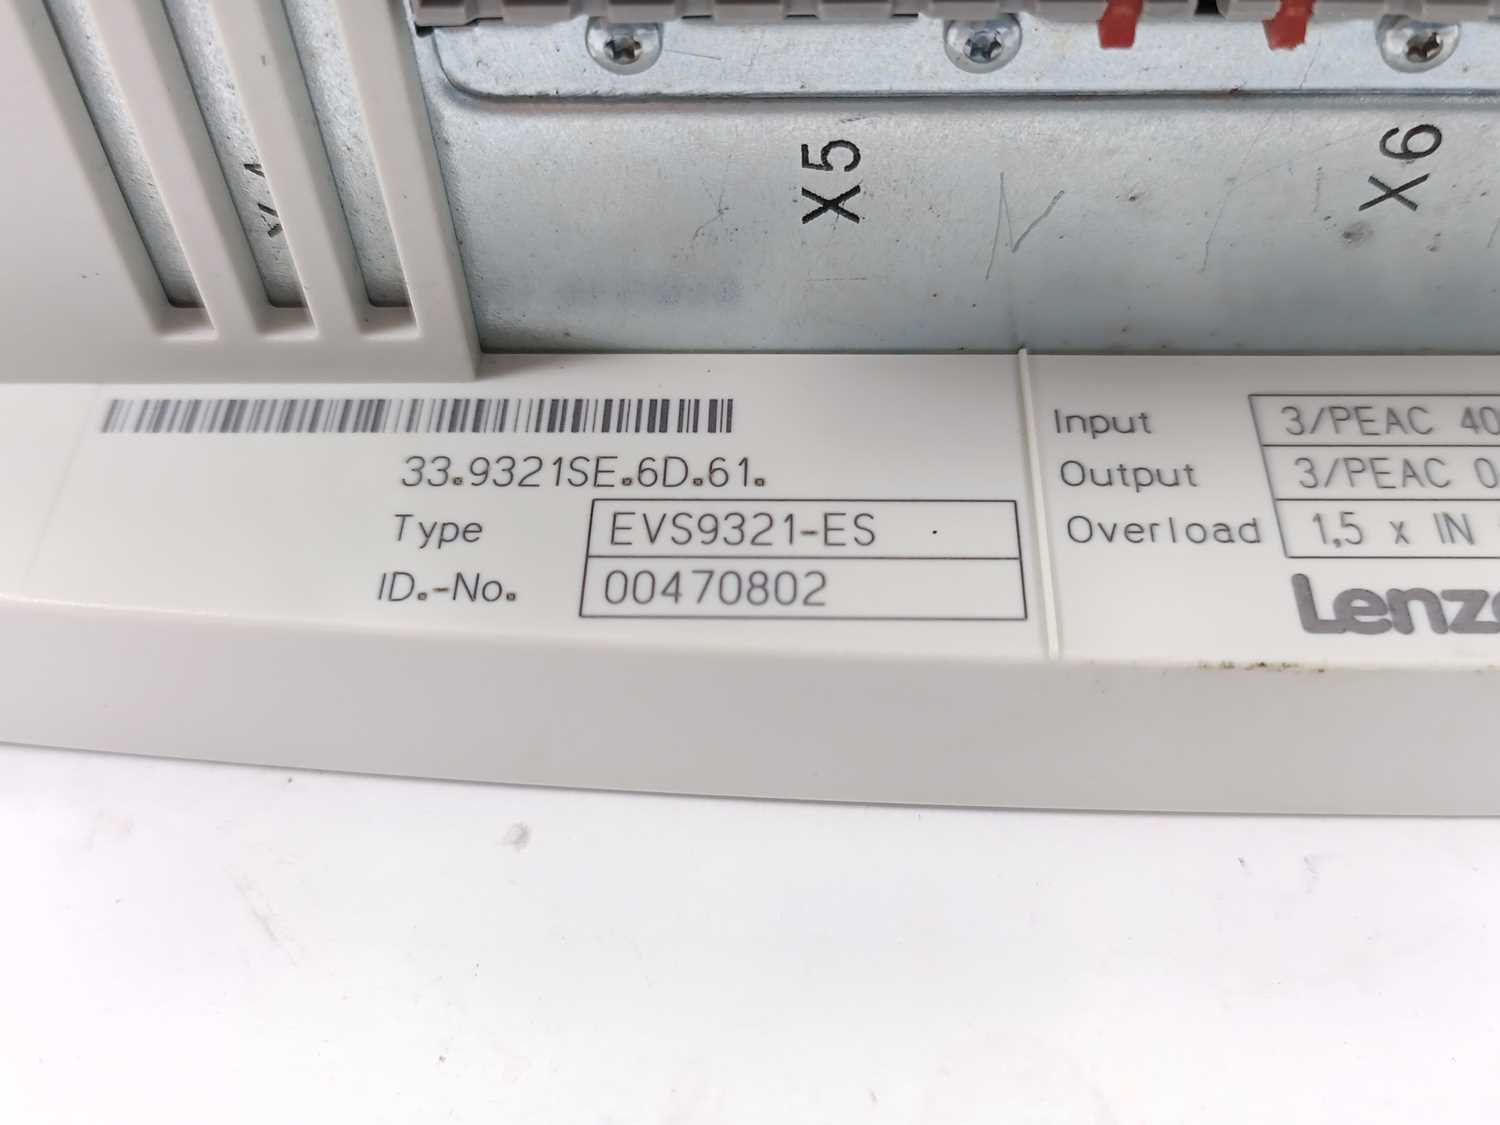 X5
X6
33.9321SE.6D.61.
Type EVS9321-ES
ID.-No. 00470802
Input 3/PEAC 40
Output 3/PEAC 0
Overload 1,5 x IN
Lenze